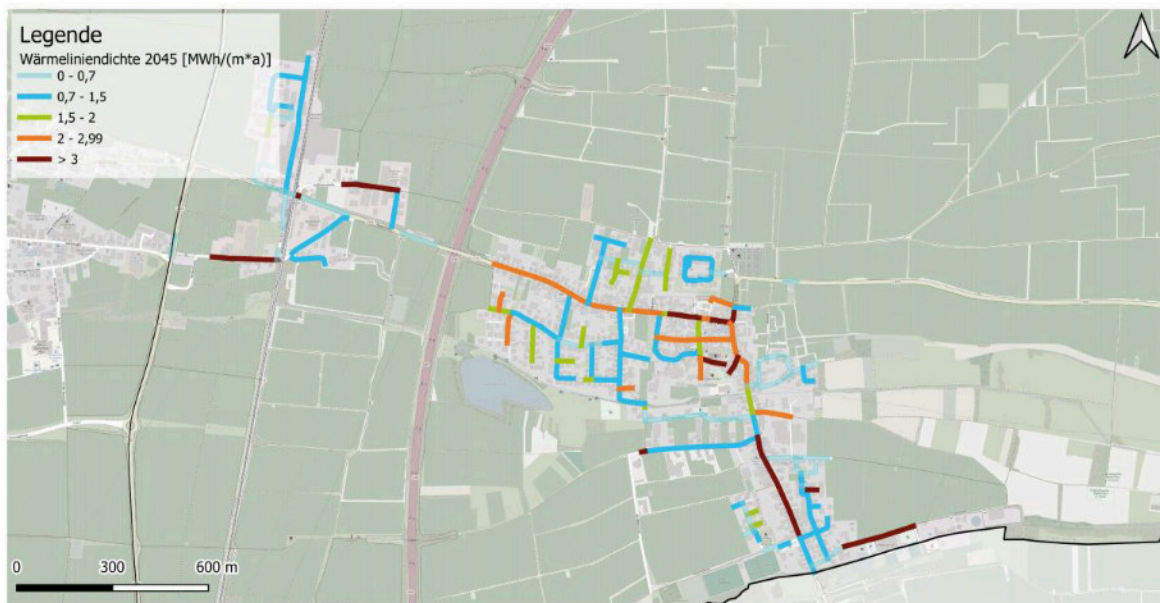 Legende
Wärmeliniendichte 2045 [MWh/(m*a)]
0 - 0,7
0,7 - 1,5
1,5 - 2
2 - 2,99
> 3
0 300 600 m